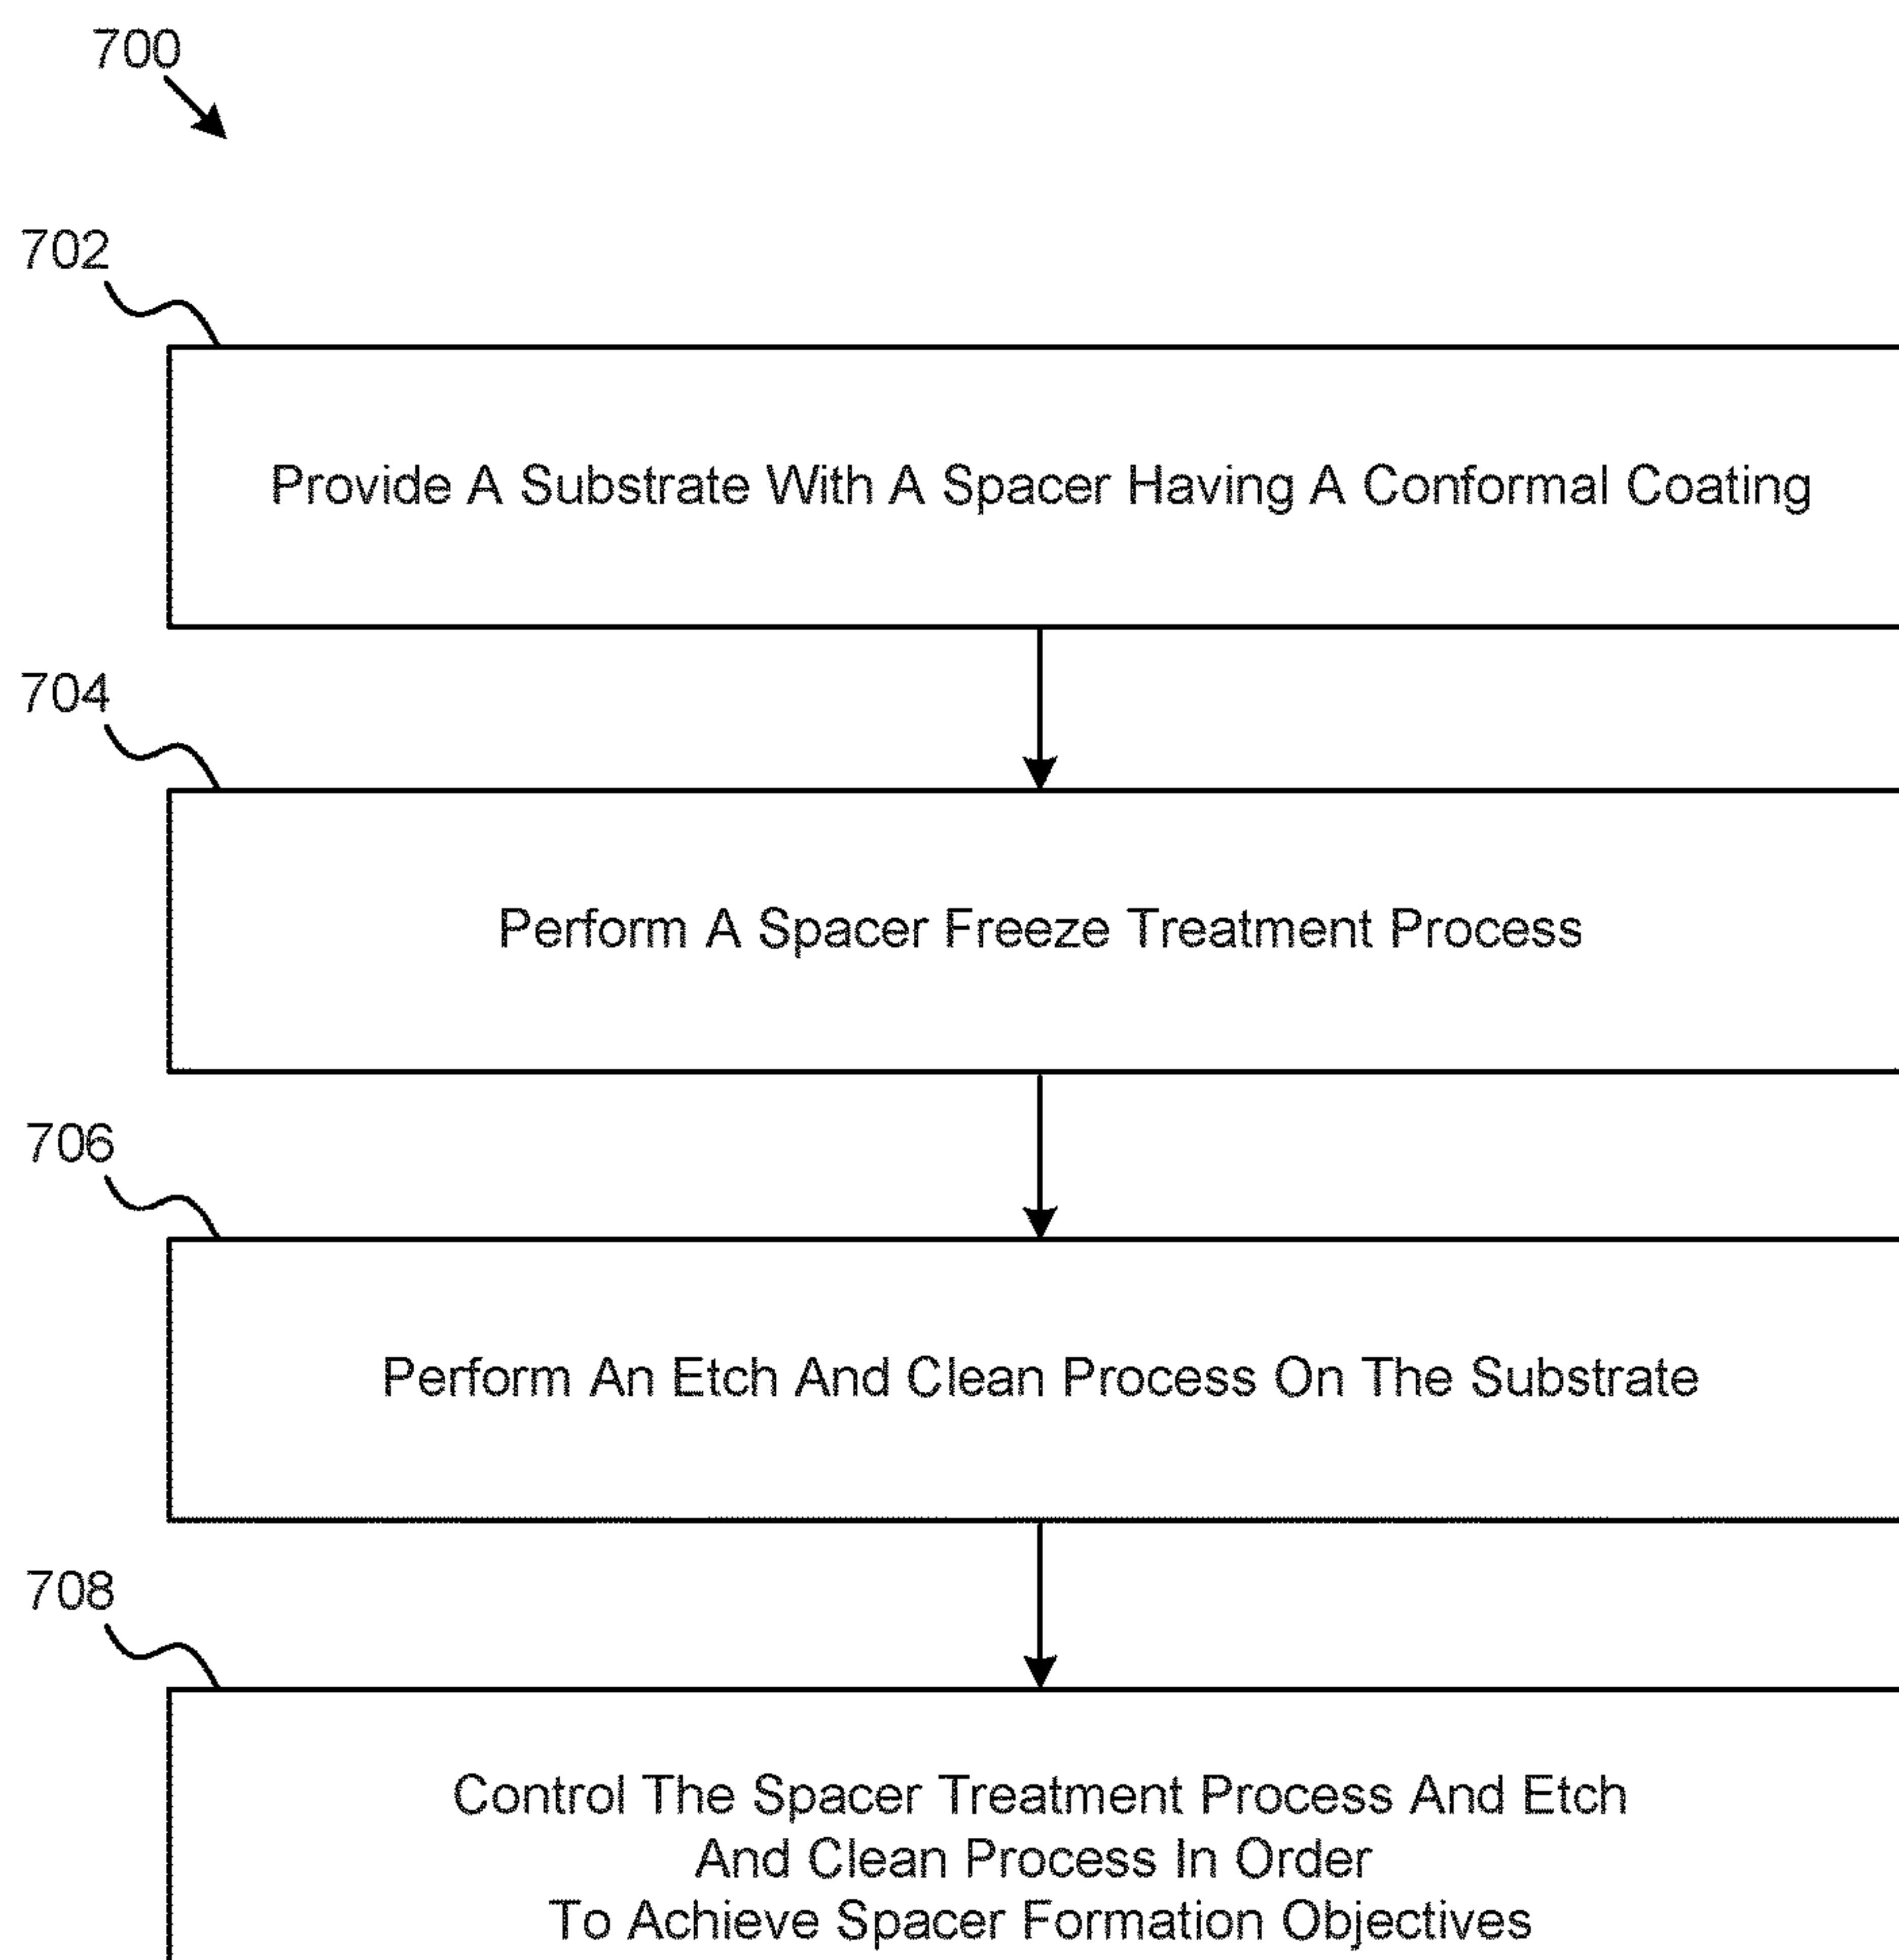 700
702
Provide A Substrate With A Spacer Having A Conformal Coating
704
Perform A Spacer Freeze Treatment Process
706
Perform An Etch And Clean Process On The Substrate
708
Control The Spacer Treatment Process And Etch
And Clean Process In Order
To Achieve Spacer Formation Objectives